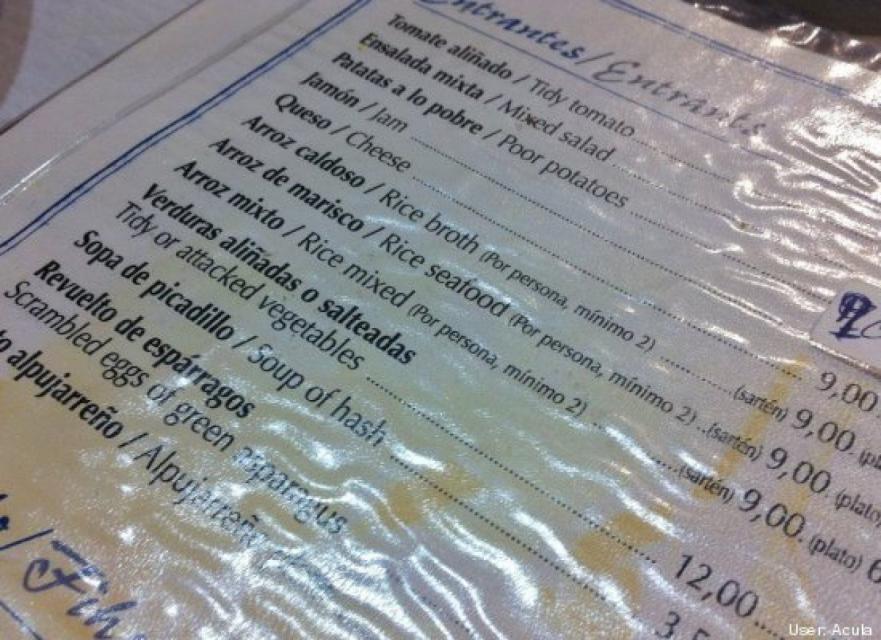 Entrantes / Entrants
Tomate aliñado / Tidy tomato
Ensalada mixta / Mixed salad
Patatas a lo pobre / Poor potatoes
Jamón / Jam
Queso / Cheese 9,00
Arroz caldoso / Rice broth (Por persona, mínimo 2) (sartén) 9,00
Arroz de marisco / Rice seafood (Por persona, mínimo 2) (sartén) 9,00. (plato)
Arroz mixto / Rice mixed (Por persona, mínimo 2) (sartén) 9,00. (plato) 6
Verduras aliñadas o salteadas
Tidy or attacked vegetables 12,00
Sopa de picadillo / Soup of hash
Revuelto de espárragos
Scrambled eggs of green asparragus
alpujarreño / Alpujarreño
User: Acula